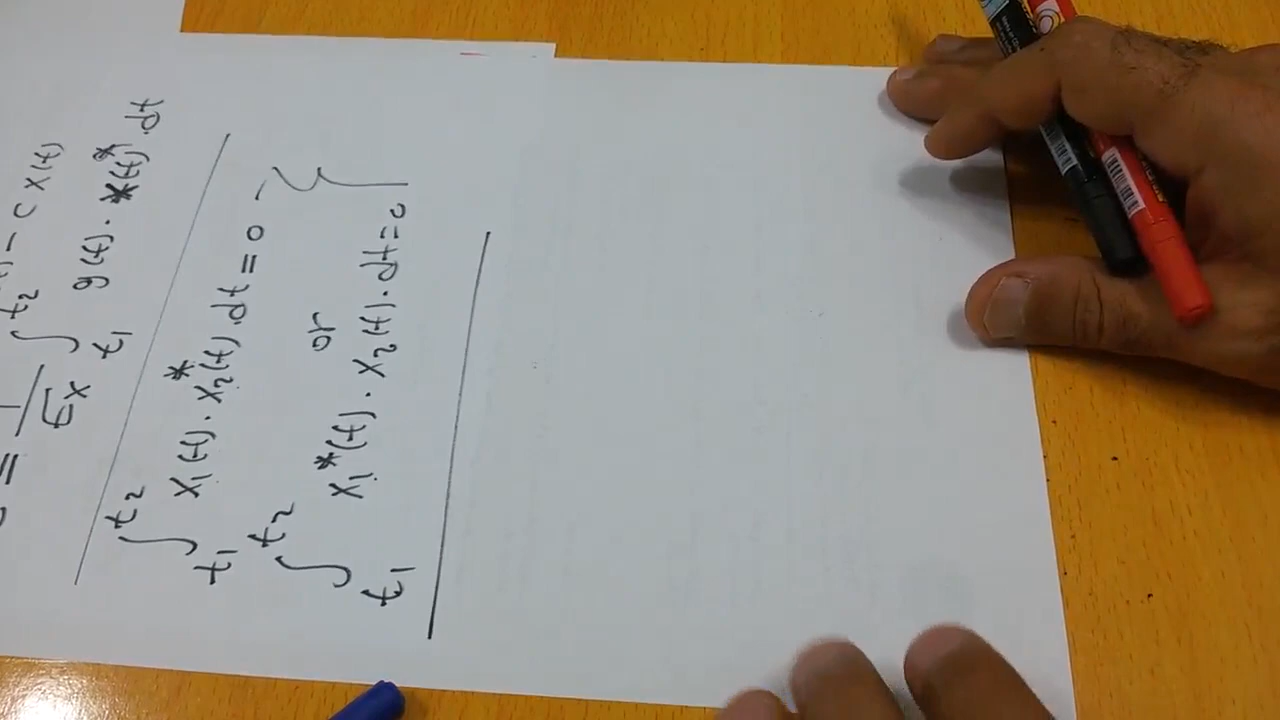 (t) - c x(t)
= 1/Ex ∫t1^t2 y(t) · x(t)* · dt
∫t1^t2 x1(t) · x2*(t) · dt = 0
or
∫t1^t2 x1*(t) · x2(t) · dt = 0